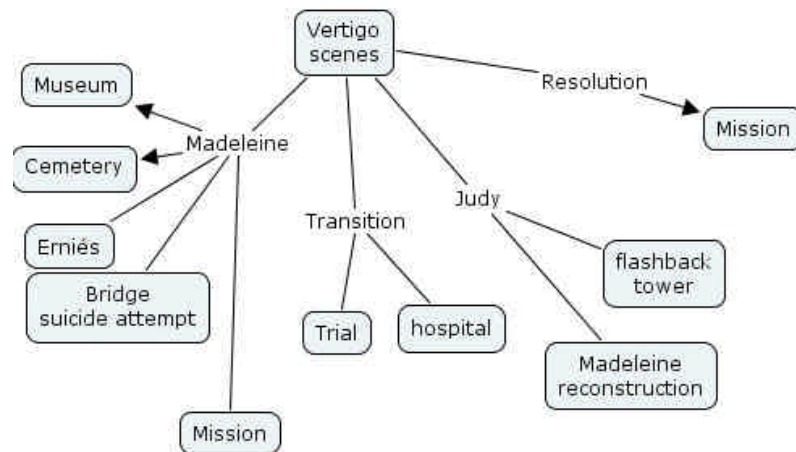 Vertigo
scenes
Museum
Resolution
Mission
Madeleine
Cemetery
Judy
Transition
Erniés
flashback
tower
Bridge
suicide attempt
Trial
hospital
Madeleine
reconstruction
Mission